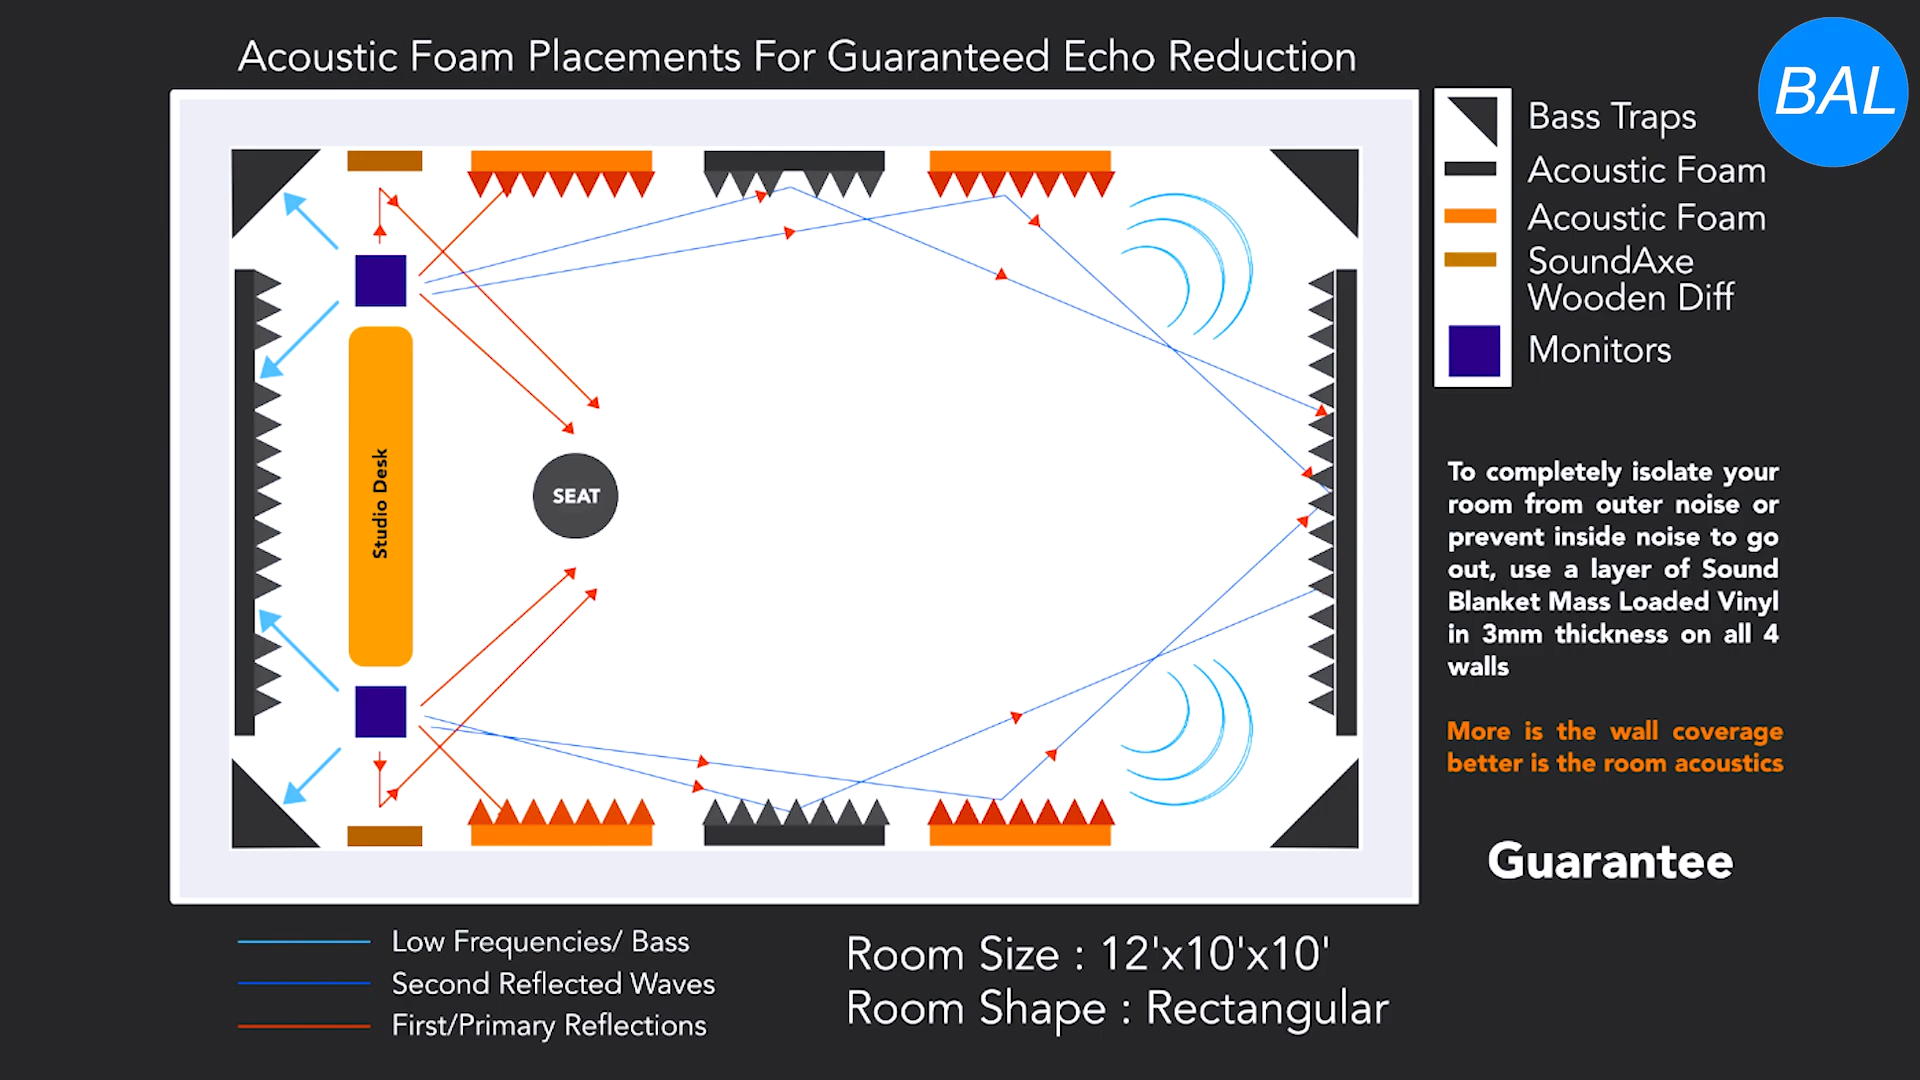 Acoustic Foam Placements For Guaranteed Echo Reduction
BAL
Bass Traps
Acoustic Foam
Acoustic Foam
SoundAxe
Wooden Diff
Monitors
Studio Desk
SEAT
To completely isolate your
room from outer noise or
prevent inside noise to go
out, use a layer of Sound
Blanket Mass Loaded Vinyl
in 3mm thickness on all 4
walls
More is the wall coverage
better is the room acoustics
Guarantee
Low Frequencies/ Bass
Second Reflected Waves
First/Primary Reflections
Room Size : 12'x10'x10'
Room Shape : Rectangular